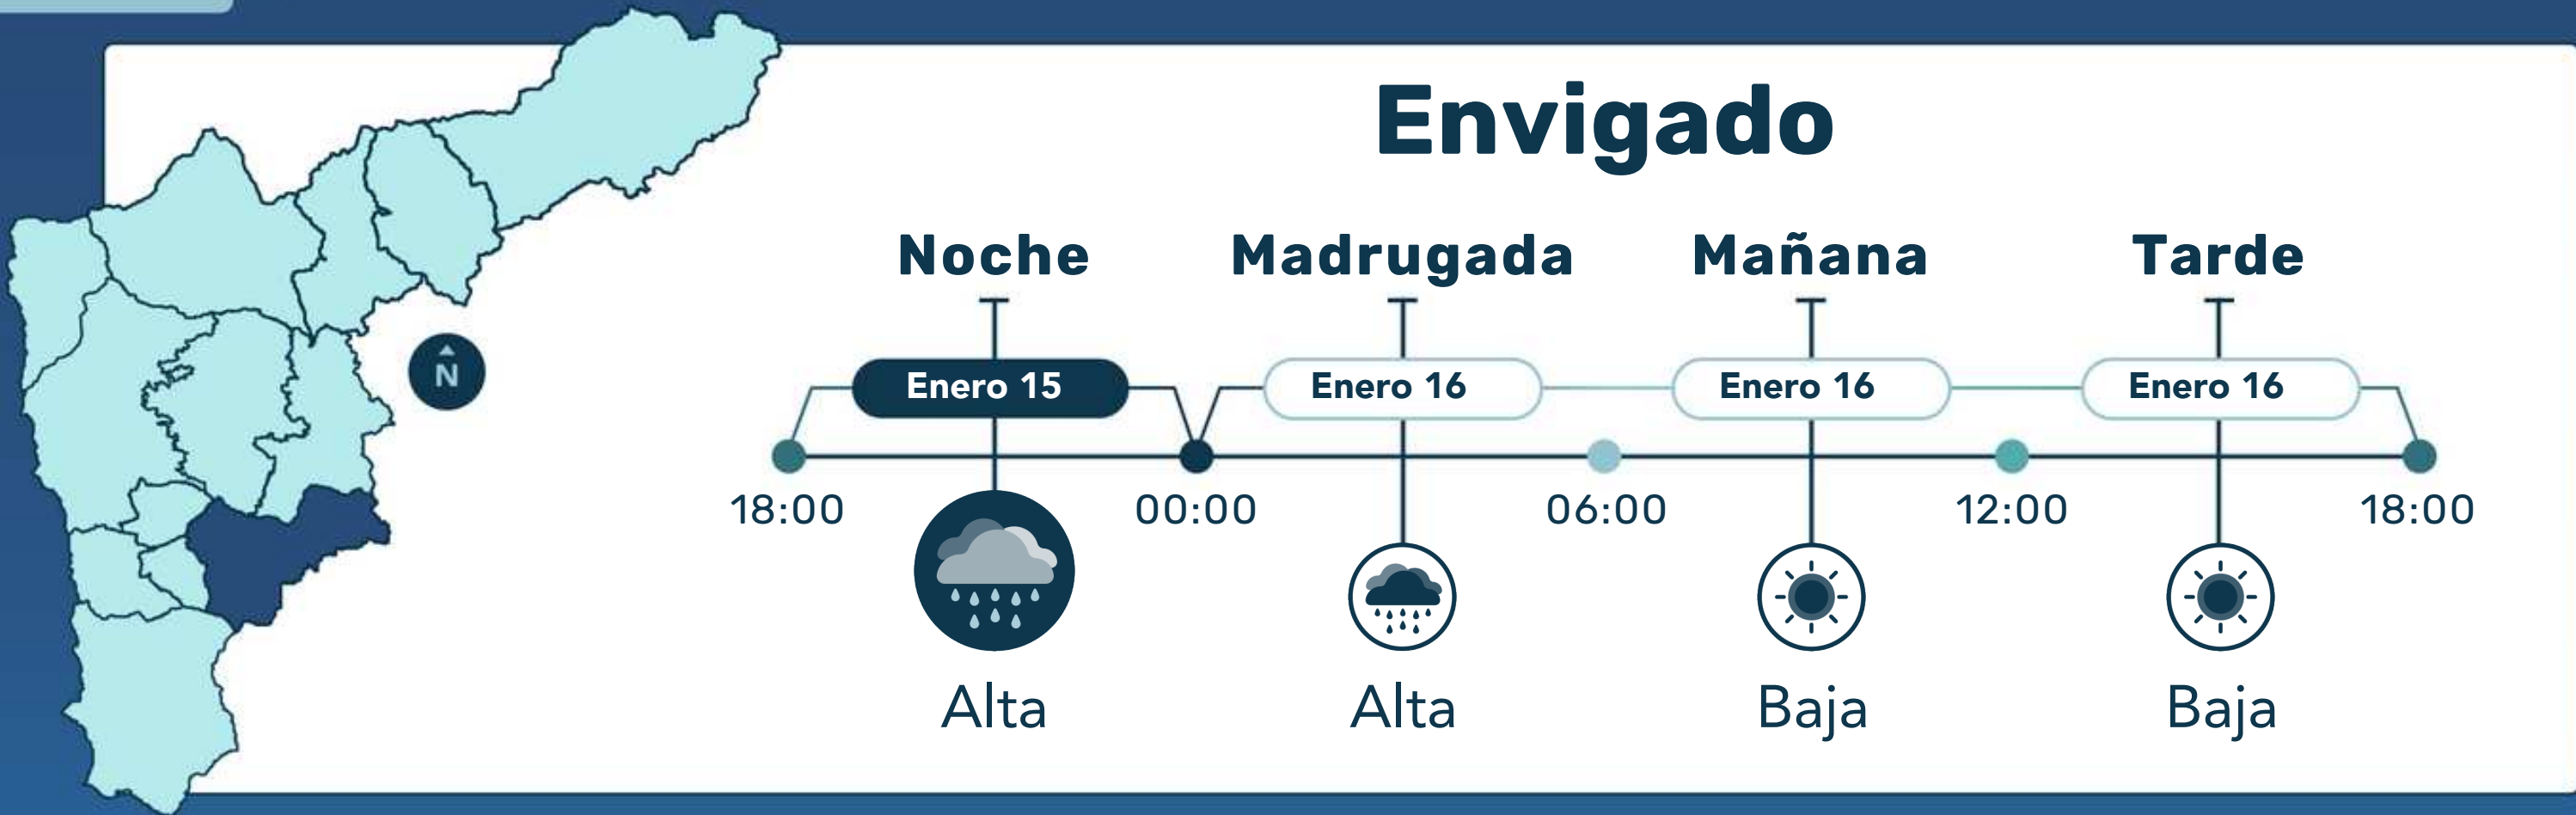 Envigado
Noche Madrugada Mañana Tarde
Enero 15 Enero 16 Enero 16 Enero 16
N
18:00 00:00 06:00 12:00 18:00
Alta Alta Baja Baja